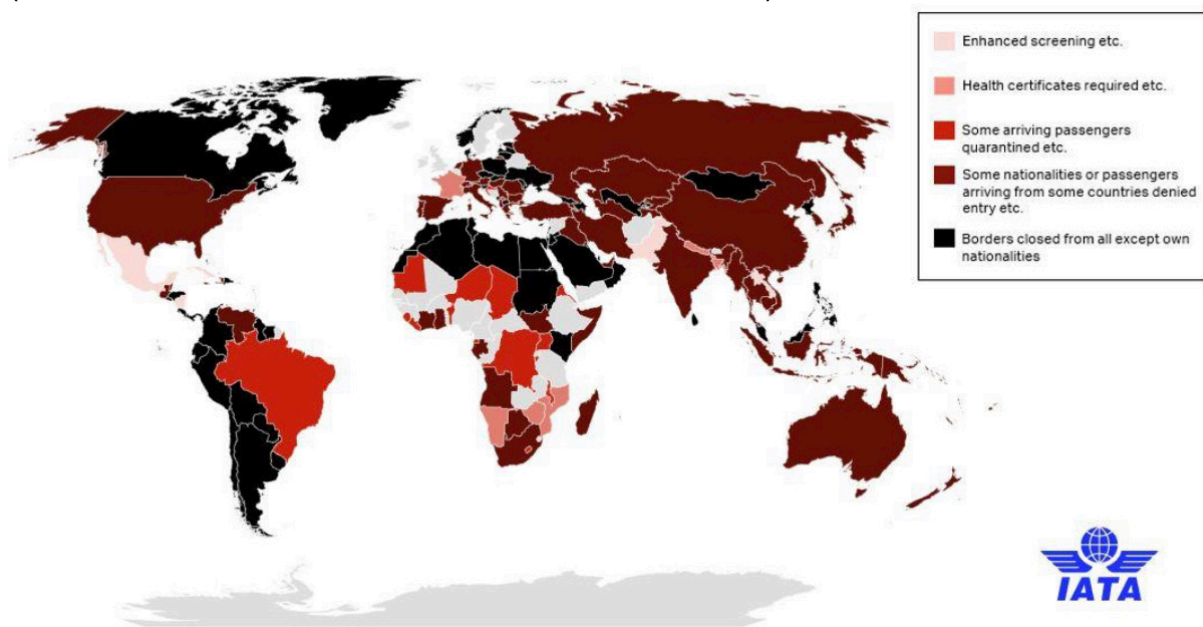 Enhanced screening etc.
Health certificates required etc.
Some arriving passengers
quarantined etc.
Some nationalities or passengers
arriving from some countries denied
entry etc.
Borders closed from all except own
nationalities
IATA